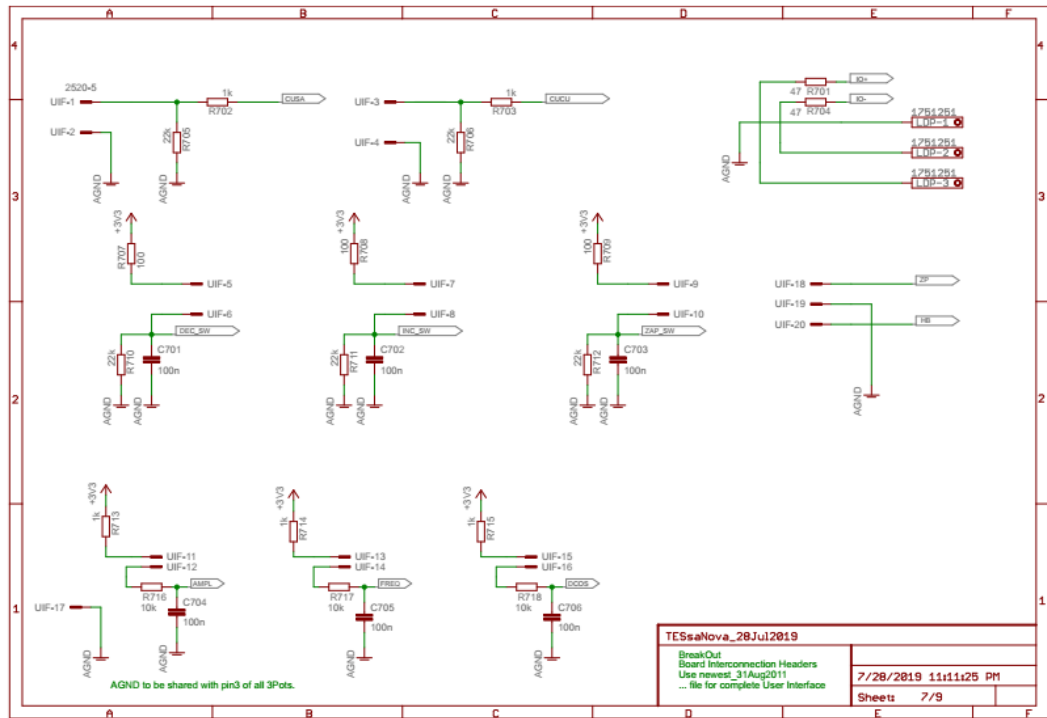 A B C D E F
4 4
2520-5
UIF-1
1k
R702
CUSA
UIF-2
22k
R705
AGND
AGND
UIF-3
1k
R703
CUCU
UIF-4
22k
R706
AGND
AGND
47 R701
IO+
47 R704
IO-
1751251
LDP-1
1751251
LDP-2
1751251
LDP-3
AGND
3 3
+3V3
R707
100
UIF-5
UIF-6
DEC_SW
22k
R710
C701
100n
AGND
AGND
+3V3
100
R708
UIF-7
UIF-8
INC_SW
22k
R711
C702
100n
AGND
AGND
+3V3
100
R709
UIF-9
UIF-10
ZAP_SW
22k
R712
C703
100n
AGND
AGND
UIF-18
ZP
UIF-19
UIF-20
HB
AGND
2 2
+3V3
1k
R713
UIF-11
UIF-12
AMPL
R716
10k
C704
100n
AGND
UIF-17
AGND
+3V3
1k
R714
UIF-13
UIF-14
FREQ
R717
10k
C705
100n
AGND
+3V3
1k
R715
UIF-15
UIF-16
DCOS
R718
10k
C706
100n
AGND
1 1
AGND to be shared with pin3 of all 3Pots.
TESsaNova_28Jul2019
BreakOut
Board Interconnection Headers
Use newest_31Aug2011
... file for complete User Interface
7/28/2019 11:11:25 PM
Sheet: 7/9
A B C D E F